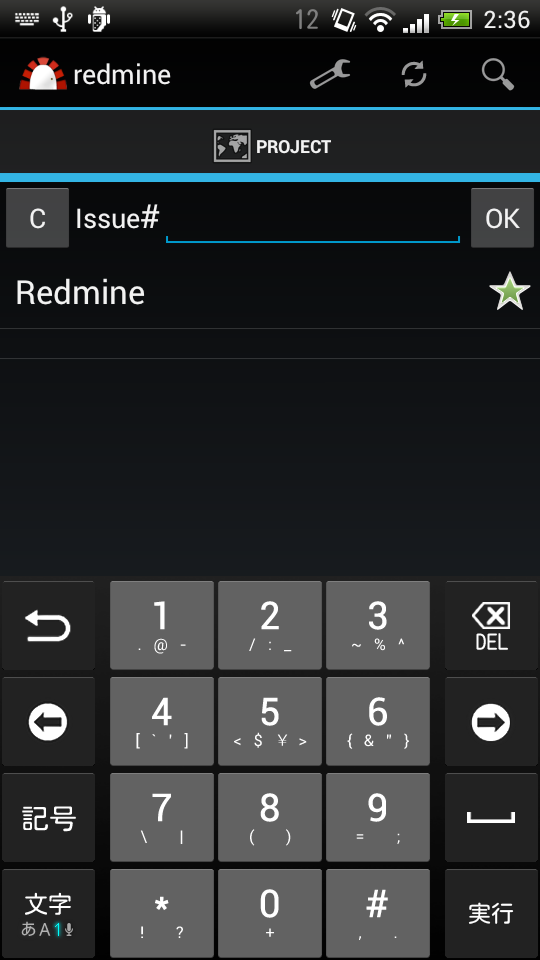 12 2:36
redmine
PROJECT
C Issue# OK
Redmine
1 2 3 DEL
. @ - / : _ ~ % ^
4 5 6
[ ` ' ] < $ ¥ > { & " }
記号 7 8 9
\ | ( ) = ;
文字 * 0 # 実行
あA1 ! ? + , .